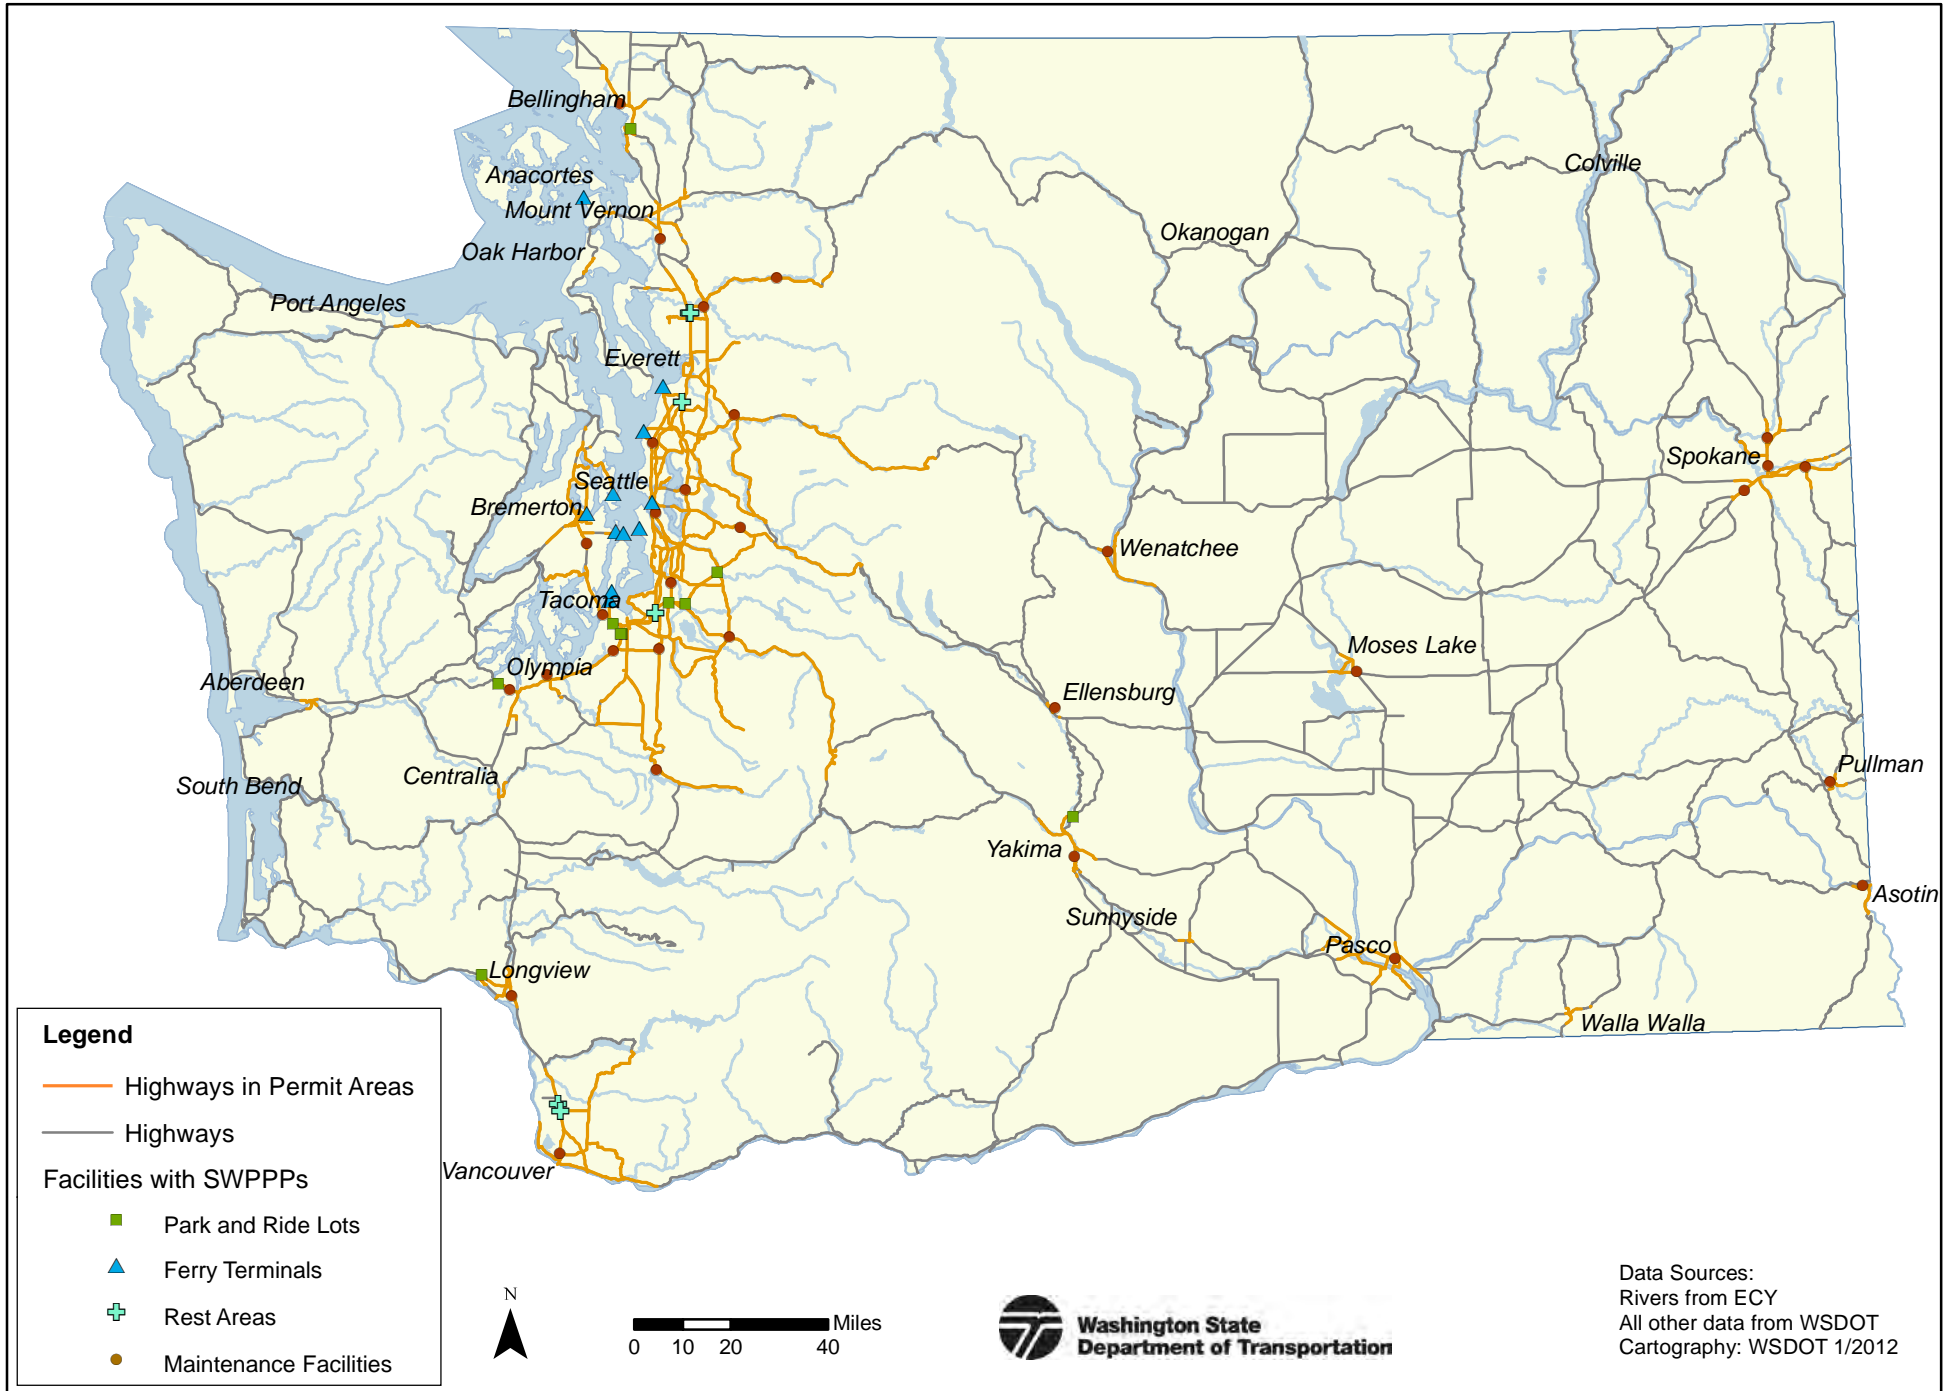 Bellingham
Anacortes
Mount Vernon
Oak Harbor
Port Angeles
Everett
Seattle
Bremerton
Tacoma
Olympia
Aberdeen
Centralia
South Bend
Longview
Vancouver
Colville
Okanogan
Spokane
Wenatchee
Moses Lake
Ellensburg
Pullman
Yakima
Asotin
Sunnyside
Pasco
Walla Walla
Legend
Highways in Permit Areas
Highways
Facilities with SWPPPs
Park and Ride Lots
Ferry Terminals
Rest Areas
Maintenance Facilities
N
Miles
0 10 20 40
Washington State
Department of Transportation
Data Sources:
Rivers from ECY
All other data from WSDOT
Cartography: WSDOT 1/2012